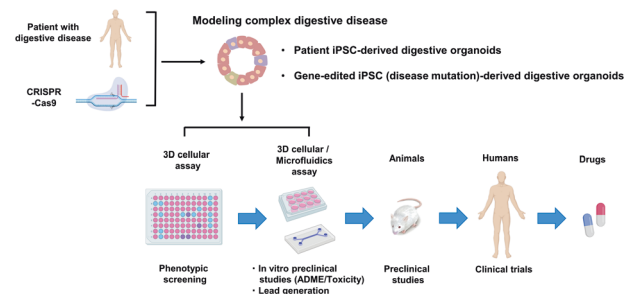 Patient with
digestive disease
CRISPR
-Cas9
Modeling complex digestive disease
• Patient iPSC-derived digestive organoids
• Gene-edited iPSC (disease mutation)-derived digestive organoids
3D cellular
assay
3D cellular /
Microfluidics
assay
Animals
Humans
Drugs
Phenotypic
screening
• In vitro preclinical
studies (ADME/Toxicity)
• Lead generation
Preclinical
studies
Clinical trials